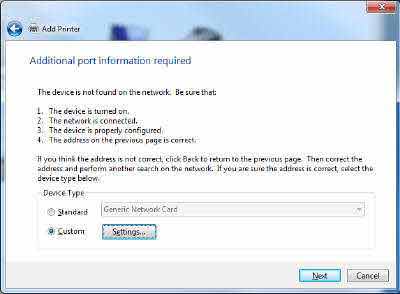 Add Printer
Additional port information required
The device is not found on the network. Be sure that:
1. The device is turned on.
2. The network is connected.
3. The device is properly configured.
4. The address on the previous page is correct.
If you think the address is not correct, click Back to return to the previous page. Then correct the
address and perform another search on the network. If you are sure the address is correct, select the
device type below.
Device Type
Standard
Generic Network Card
Custom
Settings...
Next
Cancel